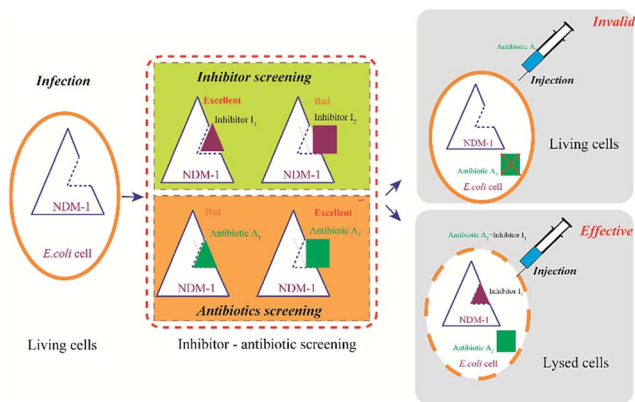 Infection
NDM-1
E.coli cell
Living cells
Inhibitor screening
Excellent
Inhibitor I1
NDM-1
Bad
Inhibitor I2
NDM-1
Bad
Antibiotic A1
NDM-1
Excellent
Antibiotic A2
NDM-1
Antibiotics screening
Inhibitor - antibiotic screening
Invalid
Antibiotic A
Injection
NDM-1
Antibiotic A
E.coli cell
Living cells
Effective
Antibiotic A2+Inhibitor I1
Injection
Inhibitor I1
NDM-1
Antibiotic A2
E.coli cell
Lysed cells